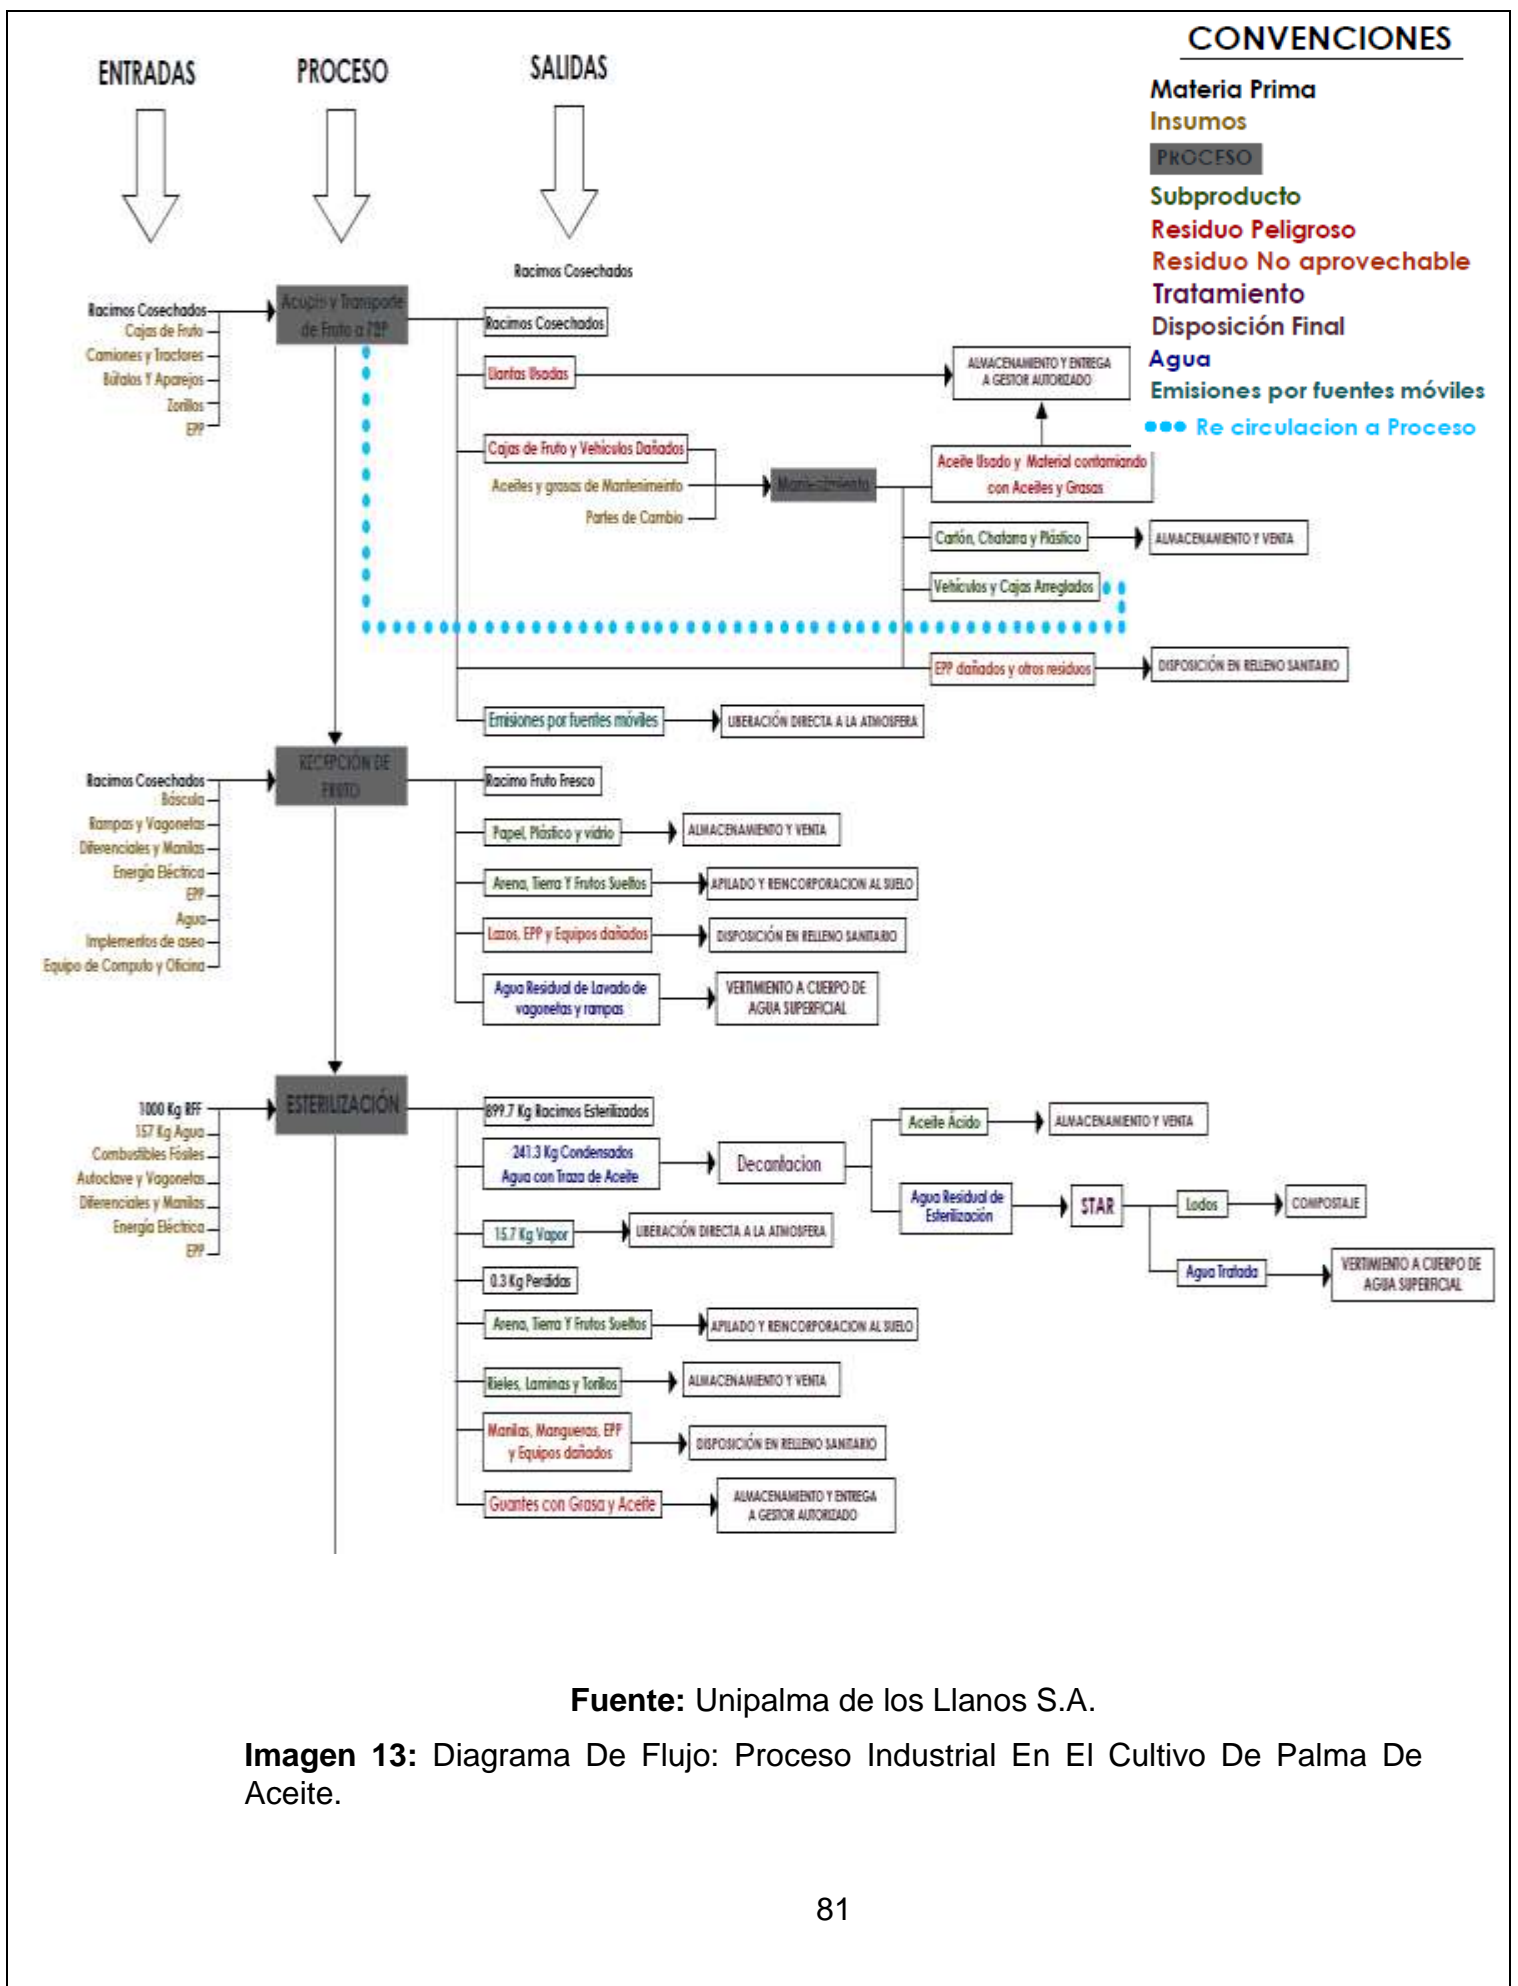 CONVENCIONES
Materia Prima
Insumos
PROCESO
Subproducto
Residuo Peligroso
Residuo No aprovechable
Tratamiento
Disposición Final
Agua
Emisiones por fuentes móviles
Re circulacion a Proceso
ENTRADAS
PROCESO
SALIDAS
Racimos Cosechados
Racimos Cosechados
Cajas de Fruto
Camiones y Tractores
Búfalos Y Aparejos
Zorillos
EPP
Acopio y Transporte
de Fruto a
Racimos Cosechados
Llantas Usadas
ALMACENAMIENTO Y ENTREGA
A GESTOR AUTORIZADO
Cajas de Fruto y Vehículos Dañados
Aceites y grasas de Mantenimeinto
Partes de Cambio
Mantenimiento
Aceite Usado y Material contamiando
con Aceites y Grasas
Cartón, Chatarra y Plástico
ALMACENAMIENTO Y VENTA
Vehículos y Cajas Arreglados
EPP dañados y otros residuos
DISPOSICIÓN EN RELLENO SANITARIO
Emisiones por fuentes móviles
LIBERACIÓN DIRECTA A LA ATMOSFERA
Racimos Cosechados
Báscula
Rampas y Vagonetas
Diferenciales y Manilas
Energía Eléctrica
EPP
Agua
Implementos de aseo
Equipo de Computo y Oficina
RECEPCIÓN DE
FRUTO
Racimo Fruto Fresco
Papel, Plástico y vidrio
ALMACENAMIENTO Y VENTA
Arena, Tierra Y Frutos Sueltos
APILADO Y REINCORPORACION AL SUELO
Lazos, EPP y Equipos dañados
DISPOSICIÓN EN RELLENO SANITARIO
Agua Residual de Lavado de
vagonetas y rampas
VERTIMIENTO A CUERPO DE
AGUA SUPERFICIAL
1000 Kg RFF
157 Kg Agua
Combustibles Fósiles
Autoclave y Vagonetas
Diferenciales y Manilas
Energía Eléctrica
EPP
ESTERILIZACIÓN
899.7 Kg Racimos Esterilizados
241.3 Kg Condensados
Agua con Traza de Aceite
Decantacion
Aceite Ácido
ALMACENAMIENTO Y VENTA
Agua Residual de
Esterilización
STAR
Lodos
COMPOSTAJE
Agua Tratada
VERTIMIENTO A CUERPO DE
AGUA SUPERFICIAL
15.7 Kg Vapor
LIBERACIÓN DIRECTA A LA ATMOSFERA
0.3 Kg Perdidas
Arena, Tierra Y Frutos Sueltos
APILADO Y REINCORPORACION AL SUELO
Rieles, Laminas y Torillos
ALMACENAMIENTO Y VENTA
Manilas, Mangueras, EPP
y Equipos dañados
DISPOSICIÓN EN RELLENO SANITARIO
Guantes con Grasa y Aceite
ALMACENAMIENTO Y ENTREGA
A GESTOR AUTORIZADO
Fuente: Unipalma de los Llanos S.A.
Imagen 13: Diagrama De Flujo: Proceso Industrial En El Cultivo De Palma De
Aceite.
81